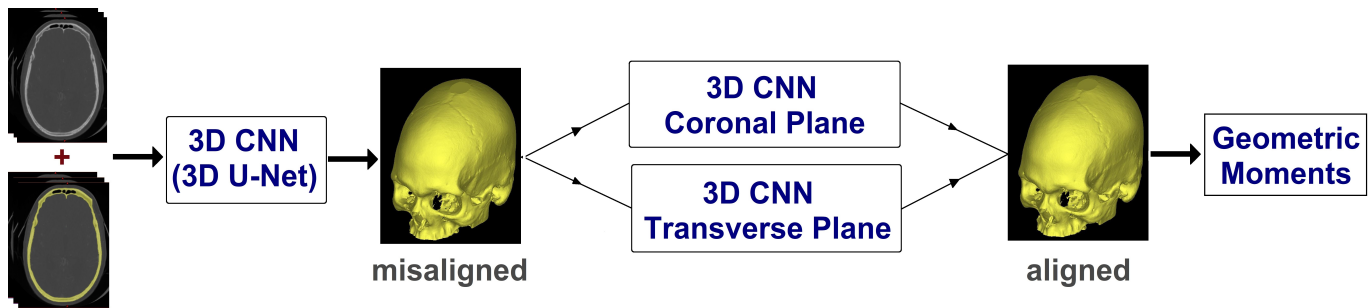 +
3D CNN
(3D U-Net)
misaligned
3D CNN
Coronal Plane
3D CNN
Transverse Plane
aligned
Geometric
Moments